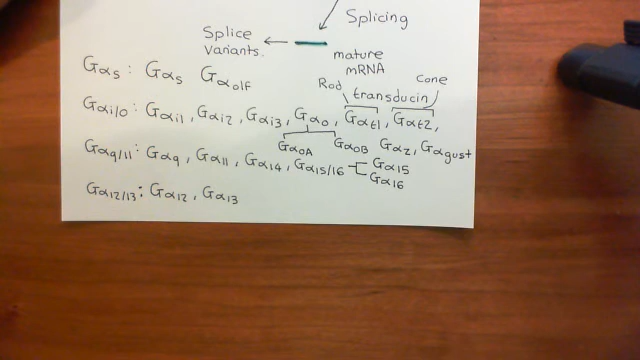 Splicing
Splice
variants.
mature
mRNA
Rod
cone
transducin
Gαs : Gαs Gαolf
Gαi/o : Gαi1, Gαi2, Gαi3, Gαo, Gαt1, Gαt2,
GαoA GαoB Gαz, Gαgust
Gαq/11 : Gαq, Gα11, Gα14, Gα15/16
Gα15
Gα16
Gα12/13 : Gα12, Gα13